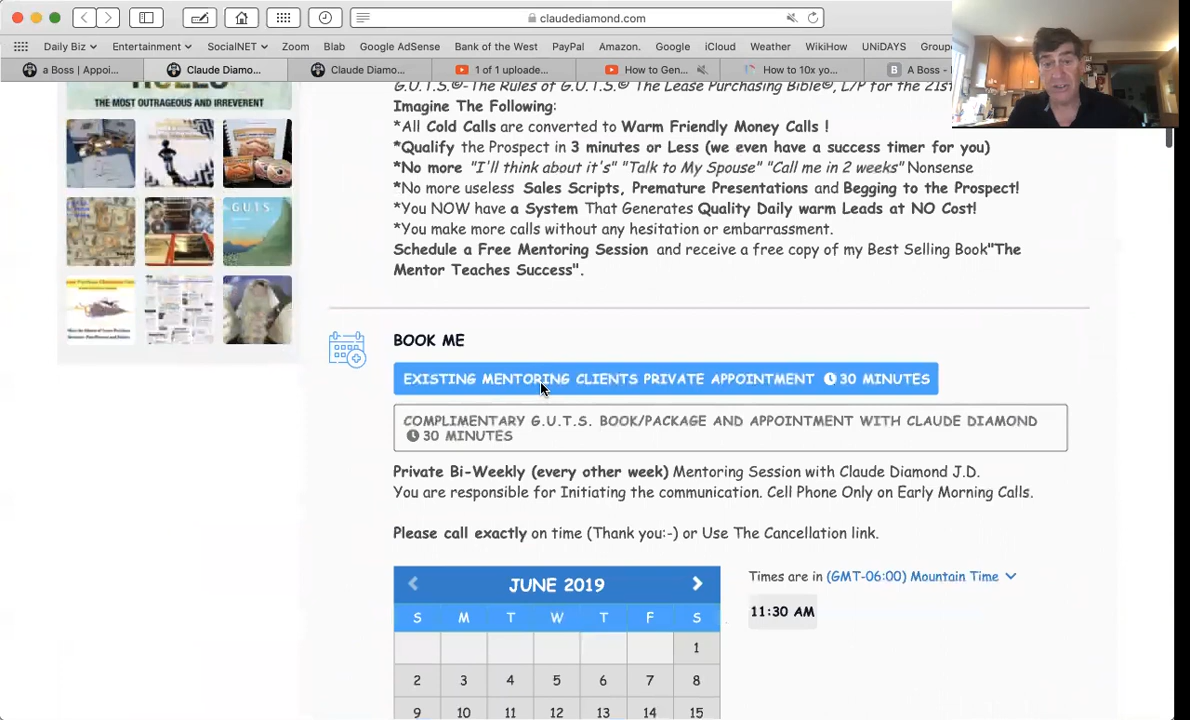 claudediamond.com
Daily Biz
Entertainment
SocialNET
Zoom
Blab
Google AdSense
Bank of the West
PayPal
Amazon.
Google
iCloud
Weather
WikiHow
UNiDAYS
Group
a Boss | Appoi...
Claude Diamo...
Claude Diamo...
1 of 1 uploade...
How to Gen...
How to 10x yo...
A Boss -
THE MOST OUTRAGEOUS AND IRREVERENT
G.U.T.S.
G.U.T.S.©-The Rules of G.U.T.S.© The Lease Purchasing Bible®, L/P for the 21st
Imagine The Following:
*All Cold Calls are converted to Warm Friendly Money Calls !
*Qualify the Prospect in 3 minutes or Less (we even have a success timer for you)
*No more "I'll think about it's" "Talk to My Spouse" "Call me in 2 weeks" Nonsense
*No more useless Sales Scripts, Premature Presentations and Begging to the Prospect!
*You NOW have a System That Generates Quality Daily warm Leads at NO Cost!
*You make more calls without any hesitation or embarrassment.
Schedule a Free Mentoring Session and receive a free copy of my Best Selling Book"The
Mentor Teaches Success".
BOOK ME
EXISTING MENTORING CLIENTS PRIVATE APPOINTMENT 30 MINUTES
COMPLIMENTARY G.U.T.S. BOOK/PACKAGE AND APPOINTMENT WITH CLAUDE DIAMOND
30 MINUTES
Private Bi-Weekly (every other week) Mentoring Session with Claude Diamond J.D.
You are responsible for Initiating the communication. Cell Phone Only on Early Morning Calls.
Please call exactly on time (Thank you:-) or Use The Cancellation link.
JUNE 2019
Times are in (GMT-06:00) Mountain Time
11:30 AM
S M T W T F S
1
2 3 4 5 6 7 8
9 10 11 12 13 14 15